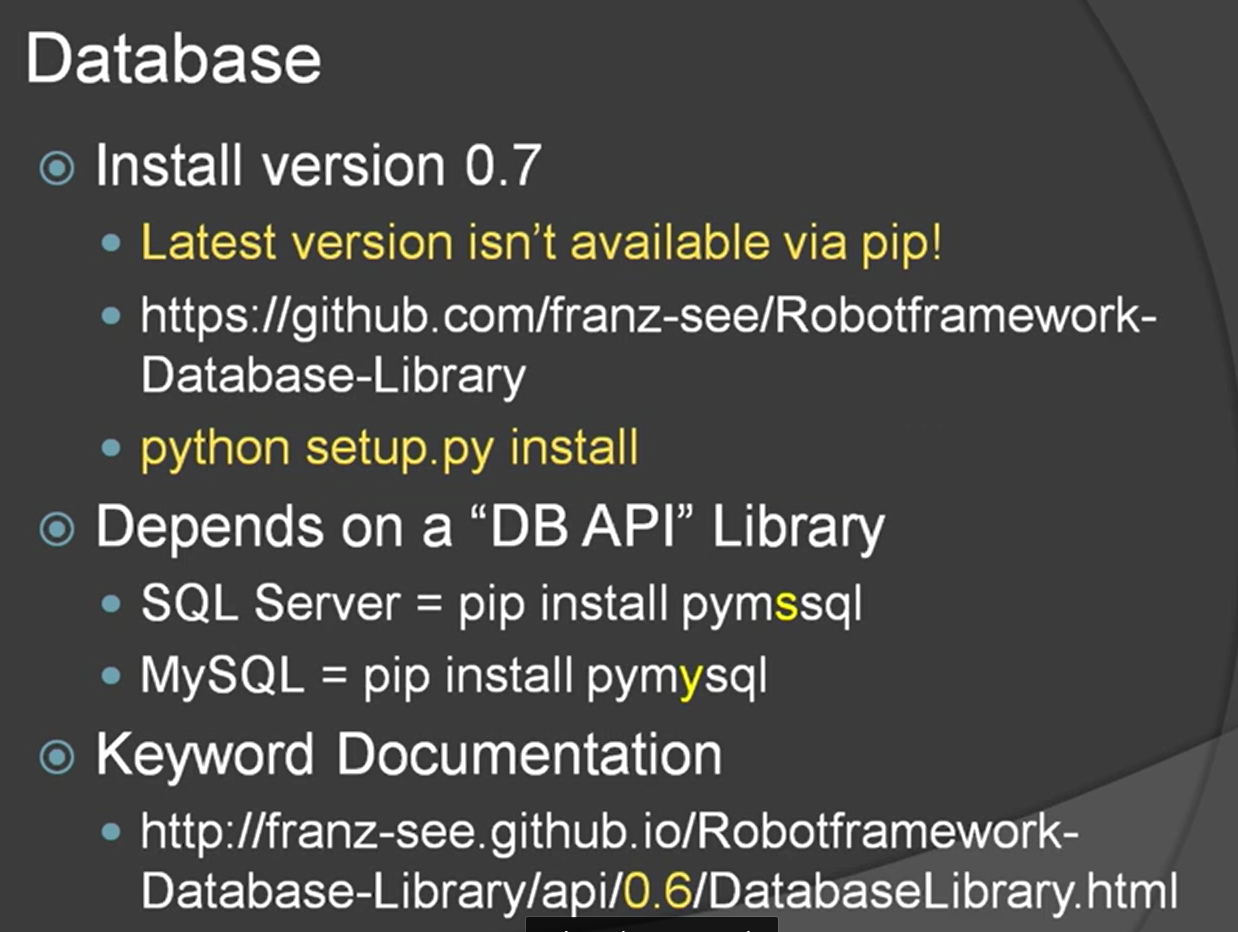 Database
Install version 0.7
Latest version isn’t available via pip!
https://github.com/franz-see/Robotframework-
Database-Library
python setup.py install
Depends on a “DB API” Library
SQL Server = pip install pymssql
MySQL = pip install pymysql
Keyword Documentation
http://franz-see.github.io/Robotframework-
Database-Library/api/0.6/DatabaseLibrary.html